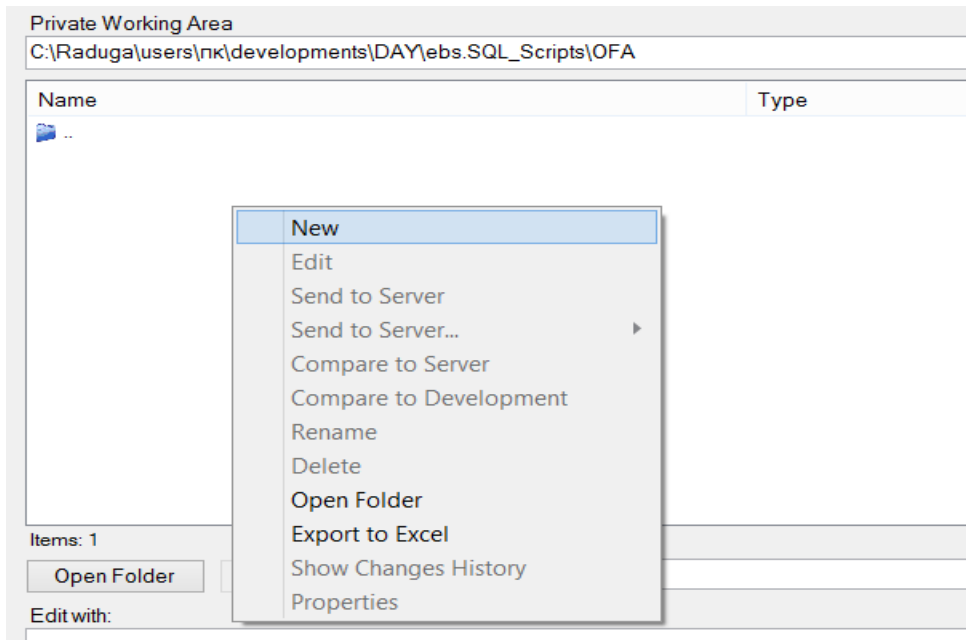 Private Working Area
C:\Raduga\users\пк\developments\DAY\ebs.SQL_Scripts\OFA
Name Type
..
New
Edit
Send to Server
Send to Server...
Compare to Server
Compare to Development
Rename
Delete
Open Folder
Export to Excel
Show Changes History
Properties
Items: 1
Open Folder
Edit with: